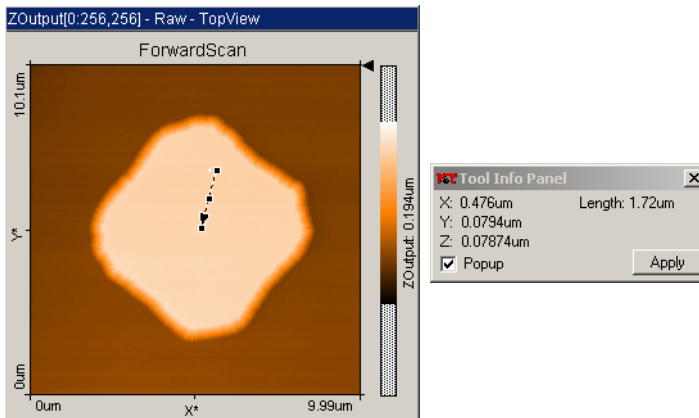 ZOutput[0:256,256] - Raw - TopView
ForwardScan
10.1um
Y*
0um
0um
X*
9.99um
ZOutput: 0.194um
Tool Info Panel
X: 0.476um Length: 1.72um
Y: 0.0794um
Z: 0.07874um
Popup
Apply